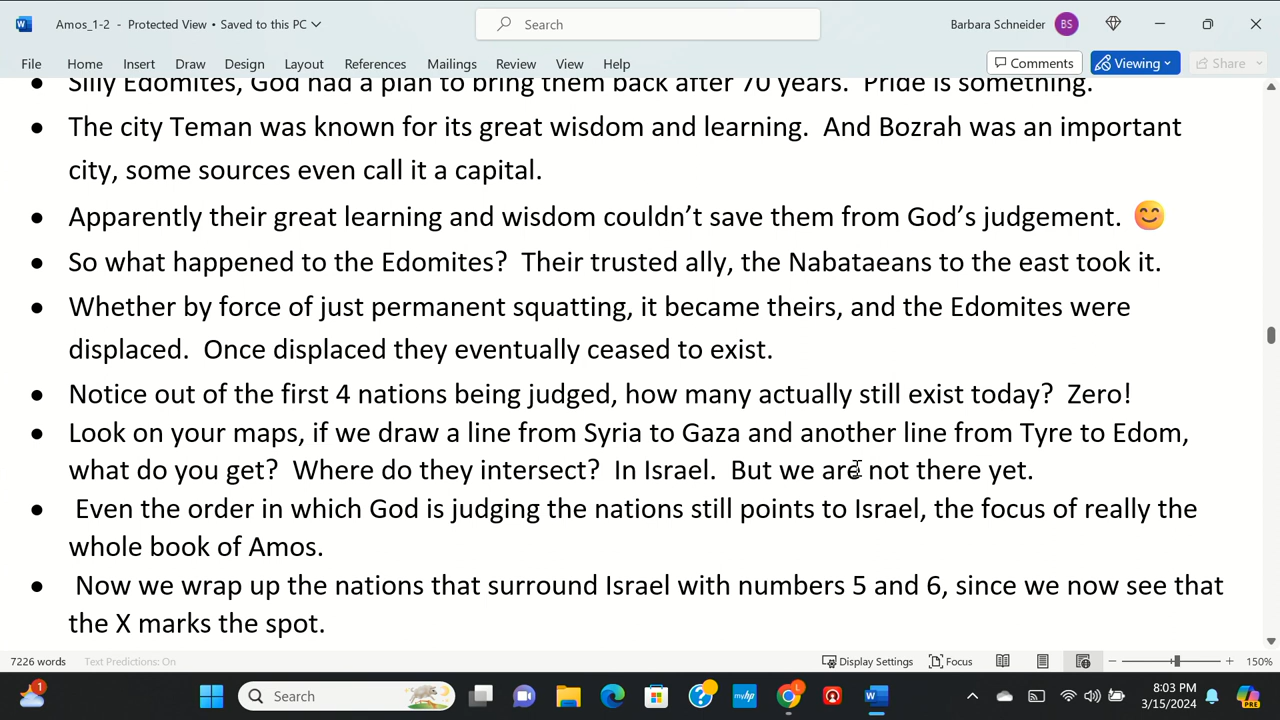 Amos_1-2 • Protected View • Saved to this PC
Search
Barbara Schneider
BS
File Home Insert Draw Design Layout References Mailings Review View Help
Comments
Viewing
Share
• Silly Edomites, God had a plan to bring them back after 70 years.  Pride is something.
• The city Teman was known for its great wisdom and learning.  And Bozrah was an important
city, some sources even call it a capital.
• Apparently their great learning and wisdom couldn’t save them from God’s judgement. 😊
• So what happened to the Edomites?  Their trusted ally, the Nabataeans to the east took it.
• Whether by force of just permanent squatting, it became theirs, and the Edomites were
displaced.  Once displaced they eventually ceased to exist.
• Notice out of the first 4 nations being judged, how many actually still exist today?  Zero!
• Look on your maps, if we draw a line from Syria to Gaza and another line from Tyre to Edom,
what do you get?  Where do they intersect?  In Israel.  But we are not there yet.
• Even the order in which God is judging the nations still points to Israel, the focus of really the
whole book of Amos.
• Now we wrap up the nations that surround Israel with numbers 5 and 6, since we now see that
the X marks the spot.
7226 words
Text Predictions: On
Display Settings
Focus
150%
1
Search
myhp
L
8:03 PM
3/15/2024
PRE